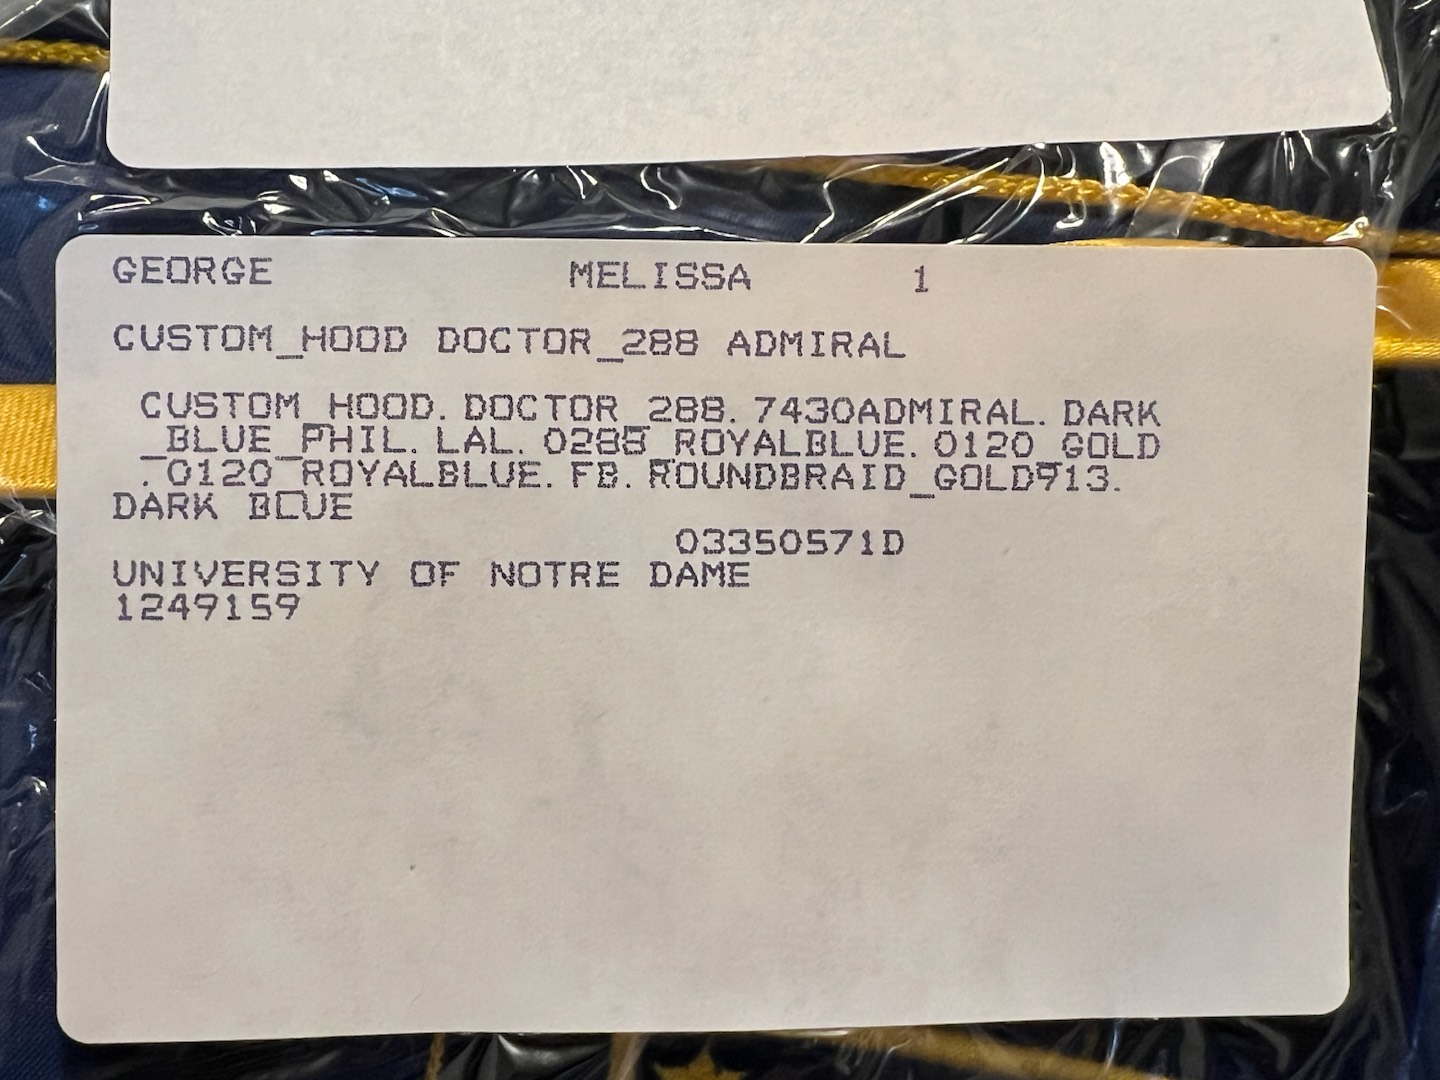 GEORGE MELISSA 1
CUSTOM_HOOD DOCTOR_288 ADMIRAL
CUSTOM_HOOD. DOCTOR_288. 7430ADMIRAL. DARK
_BLUE_PHIL. LAL. 0288_ROYALBLUE. 0120_GOLD
. 0120_ROYALBLUE. FB. ROUNDBRAID_GOLD913.
DARK BLUE
03350571D
UNIVERSITY OF NOTRE DAME
1249159